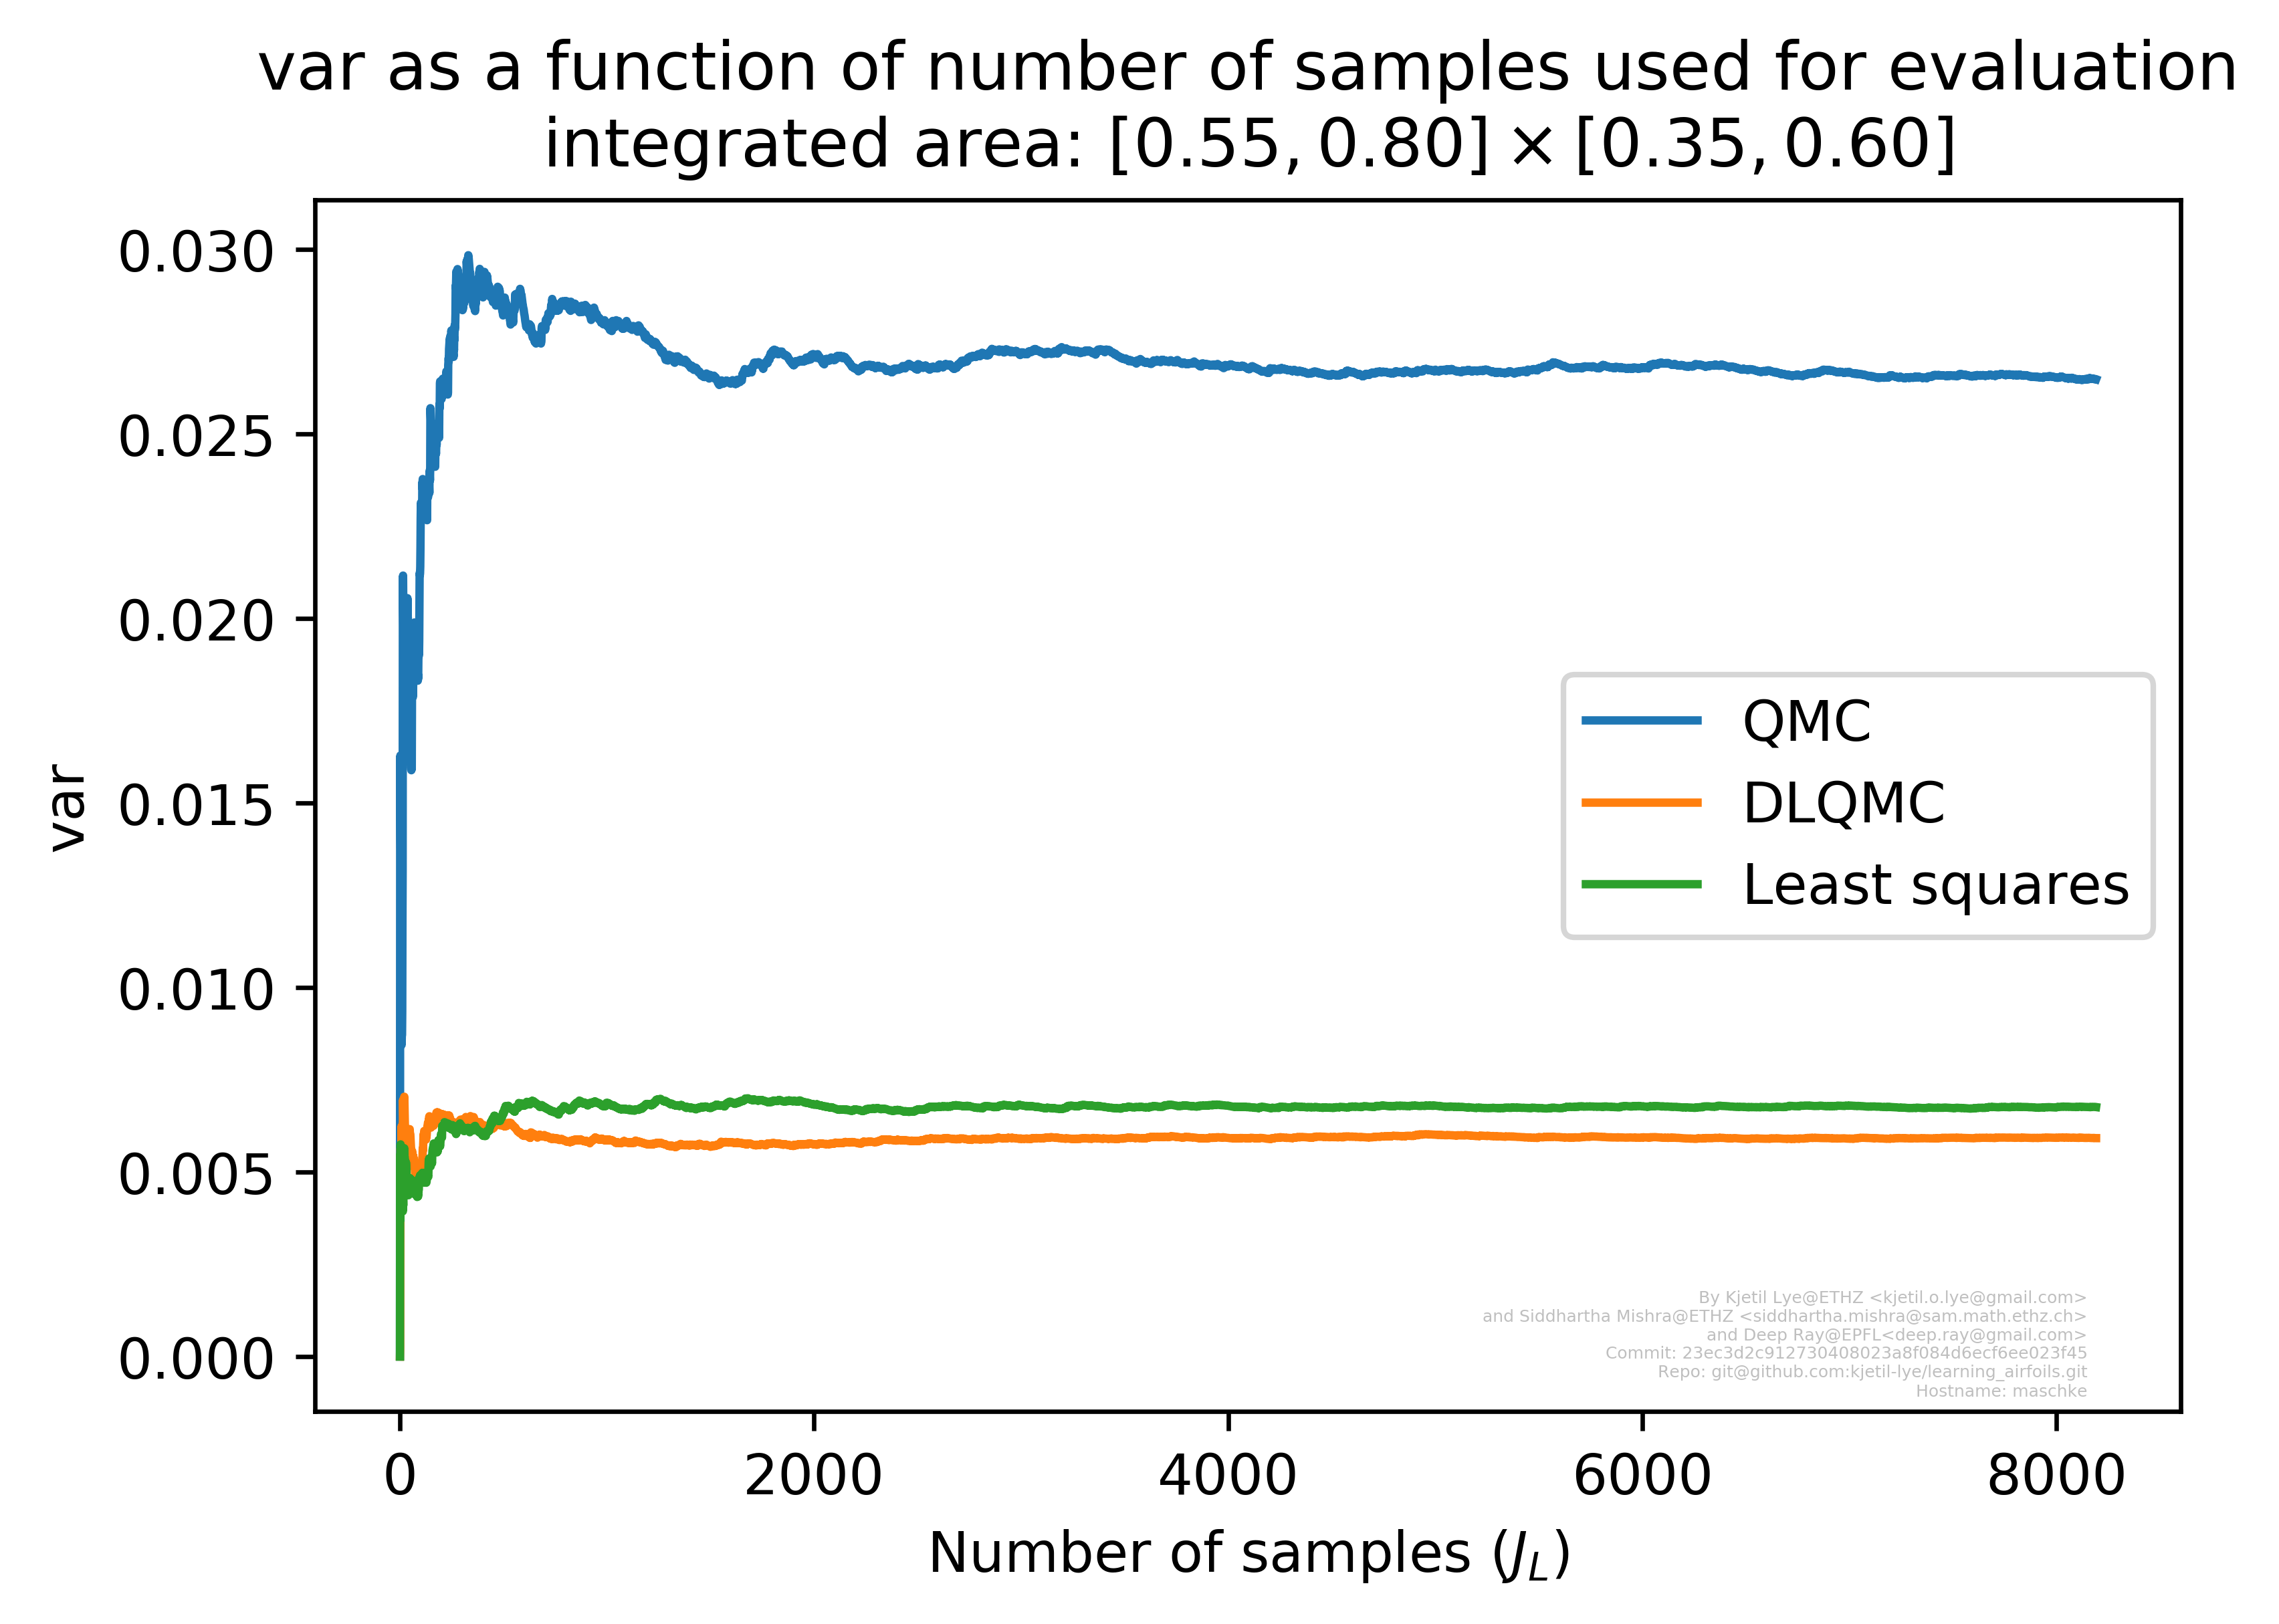 var as a function of number of samples used for evaluation
integrated area: [0.55, 0.80] × [0.35, 0.60]
0.030
0.025
0.020
0.015
0.010
0.005
0.000
var
QMC
DLQMC
Least squares
By Kjetil Lye@ETHZ <kjetil.o.lye@gmail.com>
and Siddhartha Mishra@ETHZ <siddhartha.mishra@sam.math.ethz.ch>
and Deep Ray@EPFL<deep.ray@gmail.com>
Commit: 23ec3d2c912730408023a8f084d6ecf6ee023f45
Repo: git@github.com:kjetil-lye/learning_airfoils.git
Hostname: maschke
0 2000 4000 6000 8000
Number of samples (J_L)